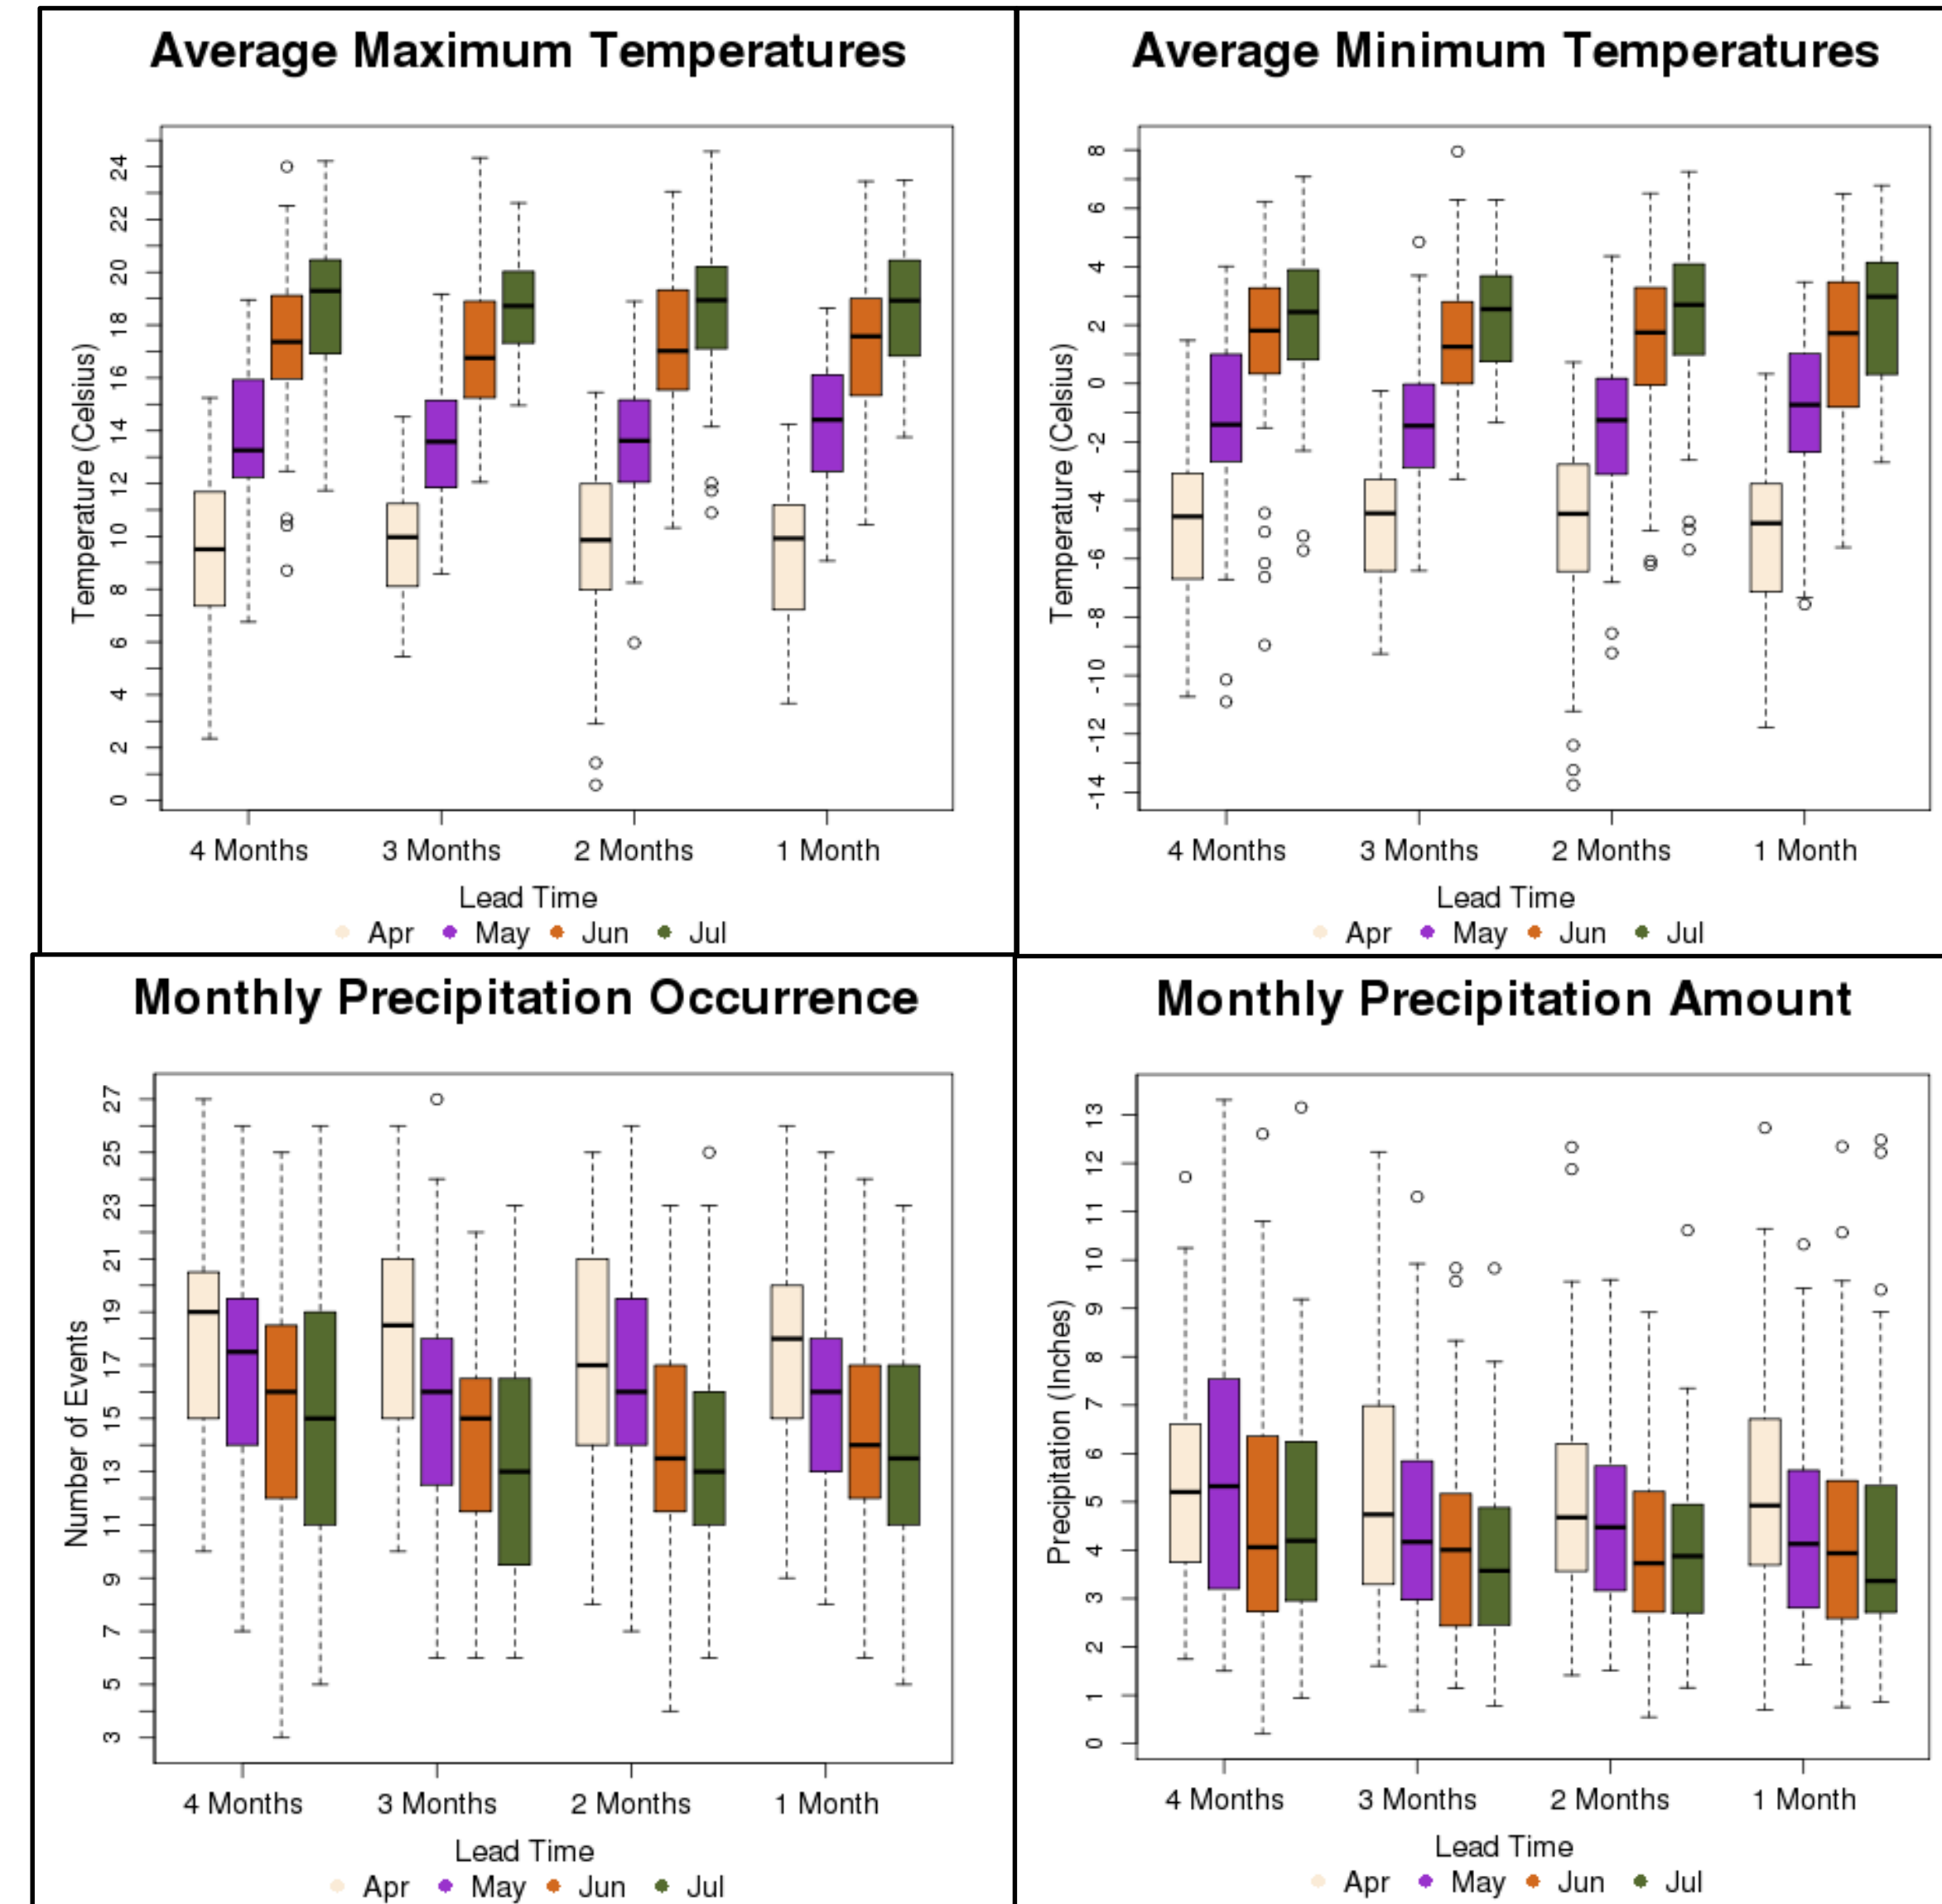 Average Maximum Temperatures
Temperature (Celsius)
24
22
20
18
16
14
12
10
8
6
4
2
0
4 Months 3 Months 2 Months 1 Month
Lead Time
Apr May Jun Jul
Average Minimum Temperatures
Temperature (Celsius)
8
6
4
2
0
-2
-4
-6
-8
-10
-12
-14
4 Months 3 Months 2 Months 1 Month
Lead Time
Apr May Jun Jul
Monthly Precipitation Occurrence
Number of Events
27
25
23
21
19
17
15
13
11
9
7
5
3
4 Months 3 Months 2 Months 1 Month
Lead Time
Apr May Jun Jul
Monthly Precipitation Amount
Precipitation (Inches)
13
12
11
10
9
8
7
6
5
4
3
2
1
0
4 Months 3 Months 2 Months 1 Month
Lead Time
Apr May Jun Jul